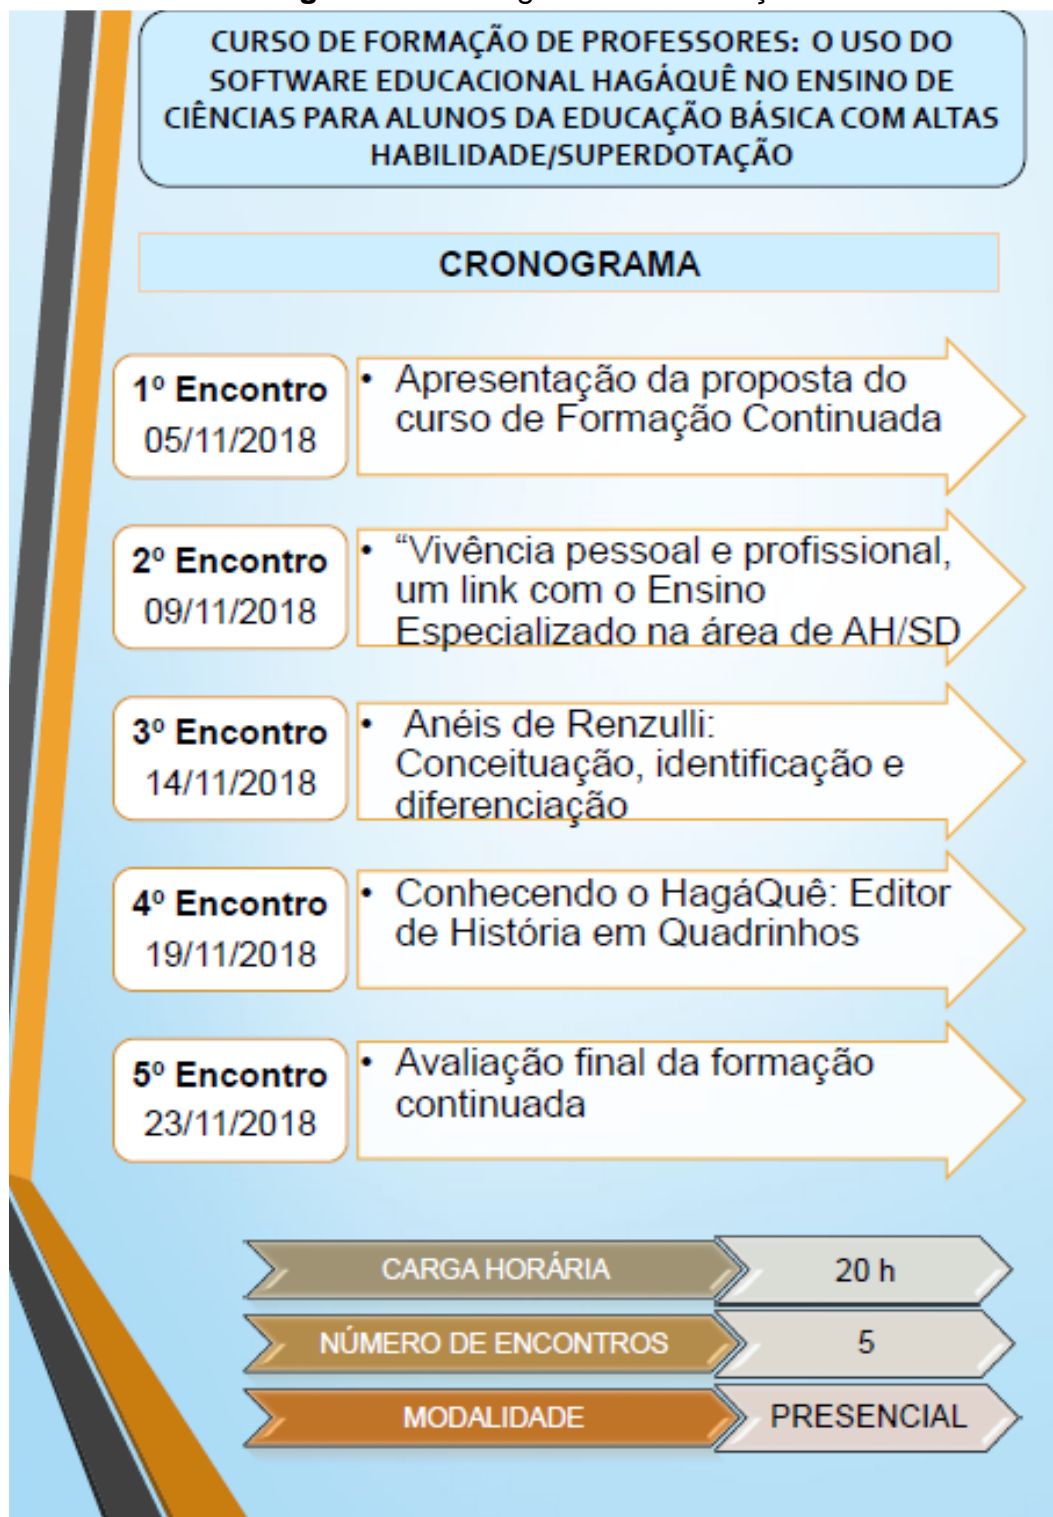 CURSO DE FORMAÇÃO DE PROFESSORES: O USO DO
SOFTWARE EDUCACIONAL HAGÁQUÊ NO ENSINO DE
CIÊNCIAS PARA ALUNOS DA EDUCAÇÃO BÁSICA COM ALTAS
HABILIDADE/SUPERDOTAÇÃO
CRONOGRAMA
1º Encontro
05/11/2018
• Apresentação da proposta do
curso de Formação Continuada
2º Encontro
09/11/2018
• “Vivência pessoal e profissional,
um link com o Ensino
Especializado na área de AH/SD
3º Encontro
14/11/2018
• Anéis de Renzulli:
Conceituação, identificação e
diferenciação
4º Encontro
19/11/2018
• Conhecendo o HagáQuê: Editor
de História em Quadrinhos
5º Encontro
23/11/2018
• Avaliação final da formação
continuada
CARGA HORÁRIA 20 h
NÚMERO DE ENCONTROS 5
MODALIDADE PRESENCIAL